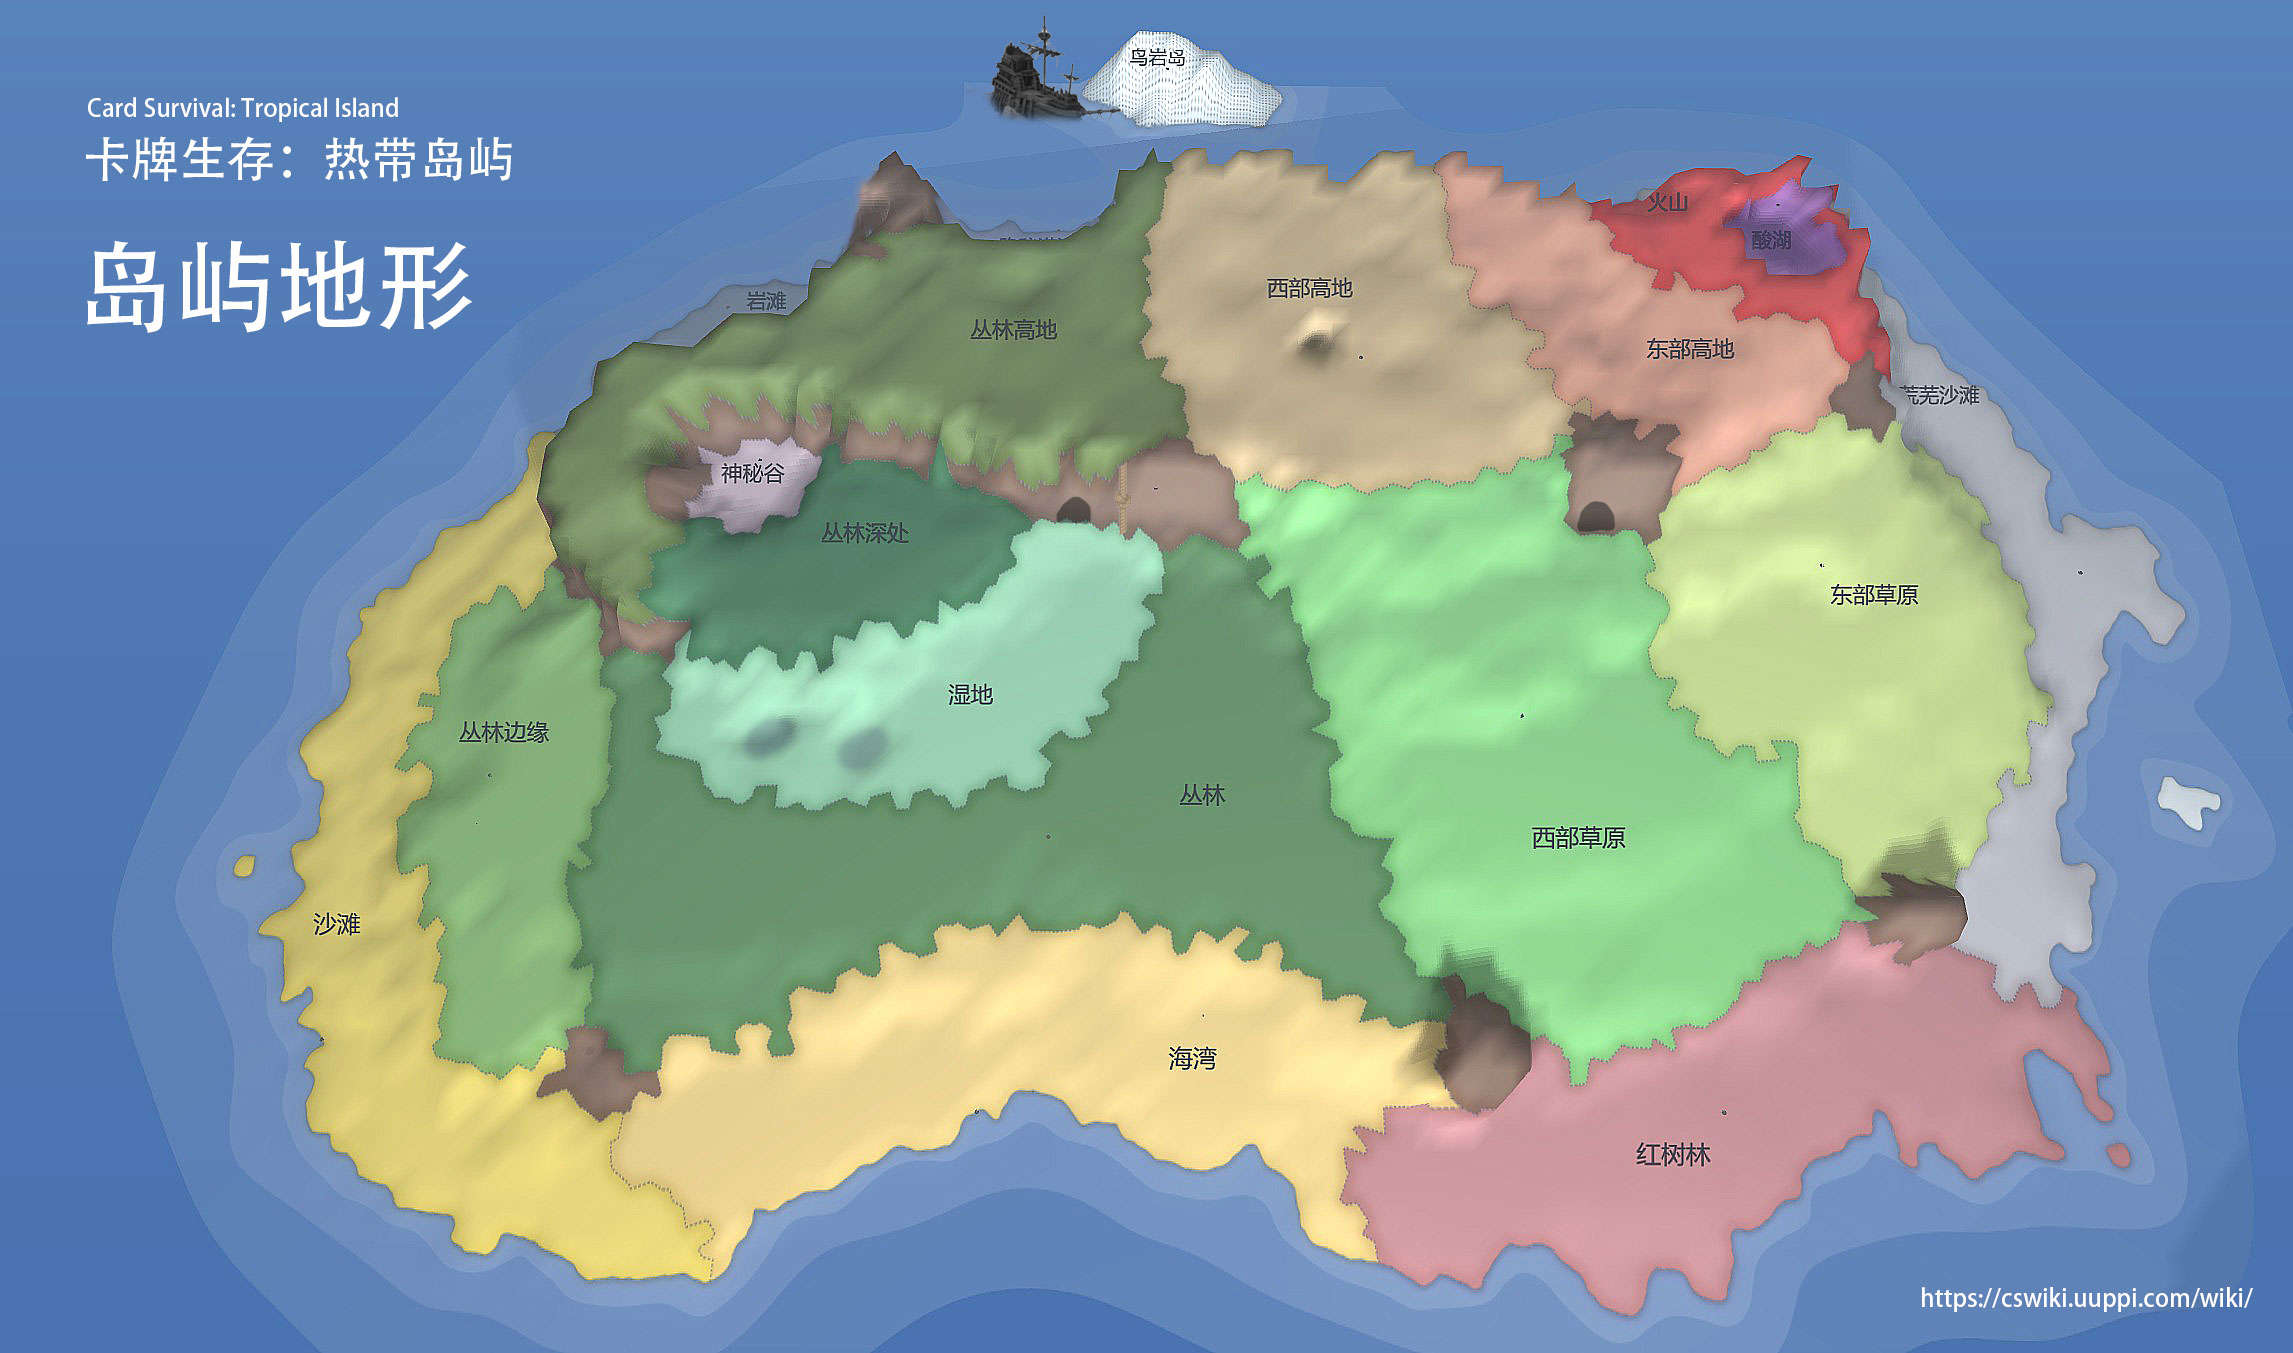 鸟岩岛
Card Survival: Tropical Island
卡牌生存：热带岛屿
岛屿地形
火山
酸湖
西部高地
岩滩
丛林高地
东部高地
荒芜沙滩
神秘谷
丛林深处
东部草原
湿地
丛林边缘
丛林
西部草原
沙滩
海湾
红树林
https://cswiki.uuppi.com/wiki/